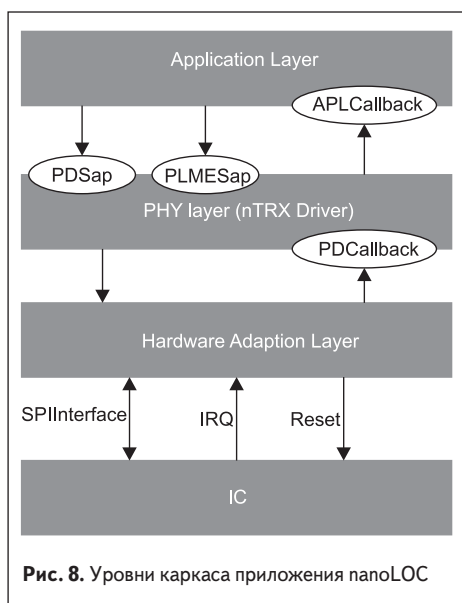 Application Layer
APLCallback
PDSap
PLMESap
PHY layer (nTRX Driver)
PDCallback
Hardware Adaption Layer
SPIInterface
IRQ
Reset
IC
Рис. 8. Уровни каркаса приложения nanoLOC